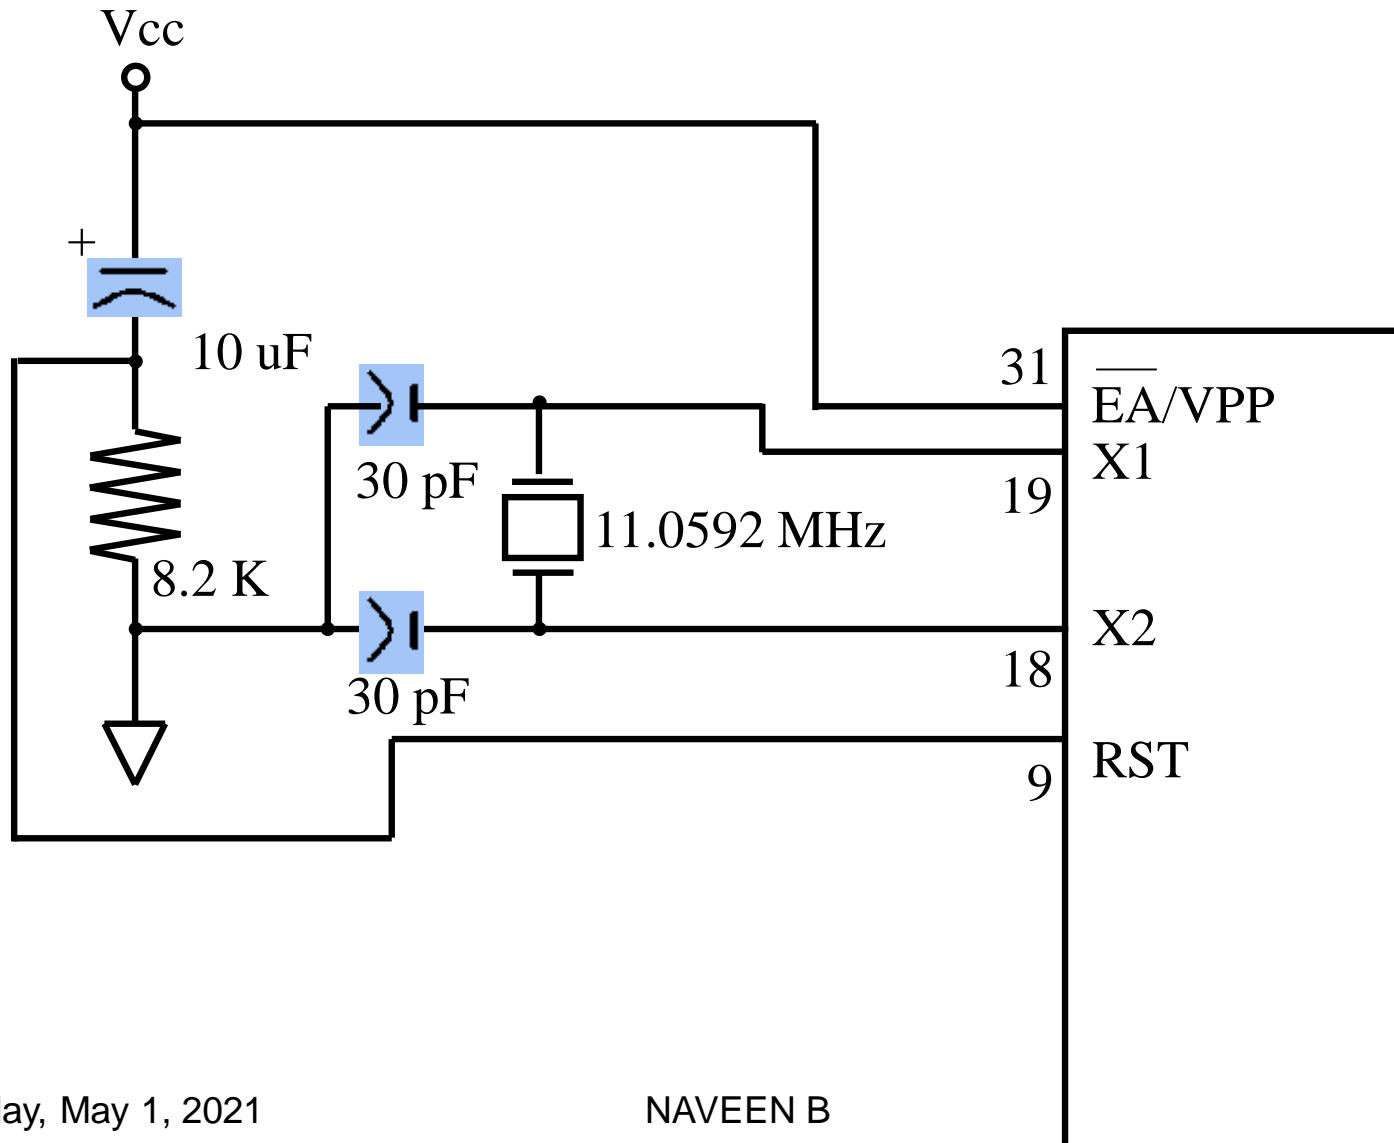 Vcc
+
10 uF
31
EA/VPP
X1
30 pF
19
11.0592 MHz
8.2 K
X2
18
30 pF
RST
9
May 1, 2021
NAVEEN B